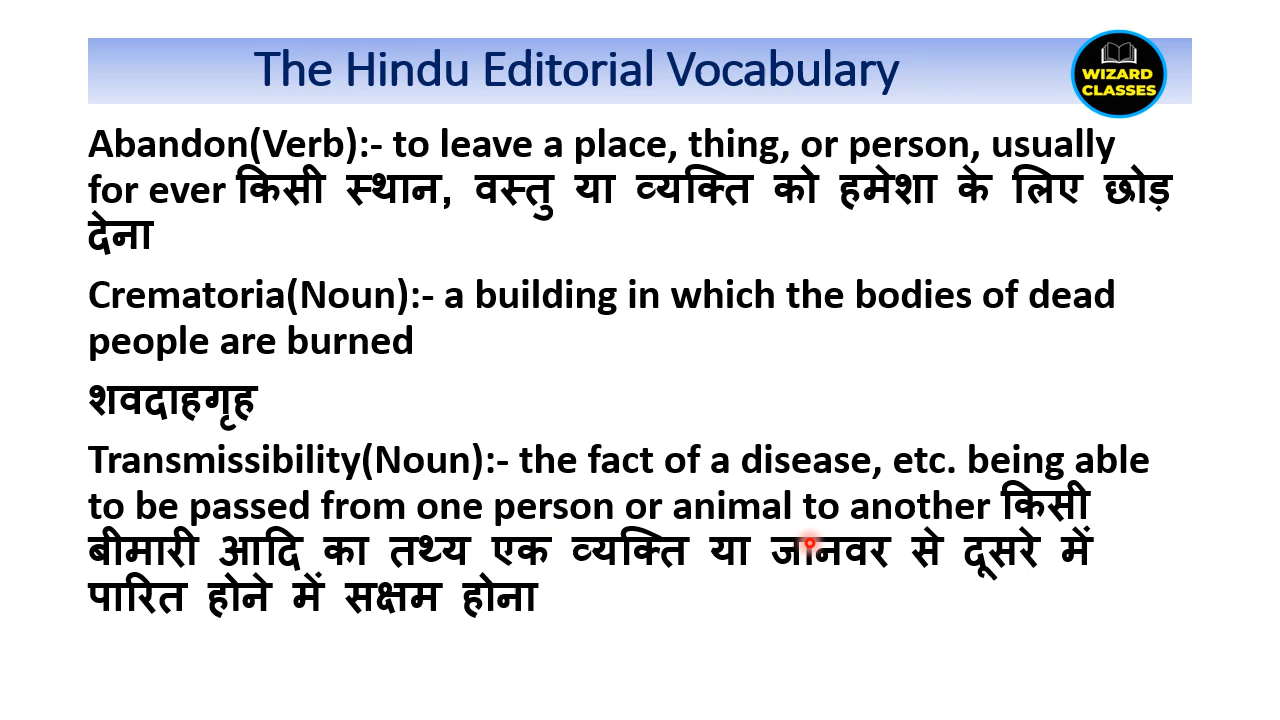 The Hindu Editorial Vocabulary
WIZARD
CLASSES
Abandon(Verb):- to leave a place, thing, or person, usually
for ever किसी स्थान, वस्तु या व्यक्ति को हमेशा के लिए छोड़
देना
Crematoria(Noun):- a building in which the bodies of dead
people are burned
शवदाहगृह
Transmissibility(Noun):- the fact of a disease, etc. being able
to be passed from one person or animal to another किसी
बीमारी आदि का तथ्य एक व्यक्ति या जानवर से दूसरे में
पारित होने में सक्षम होना